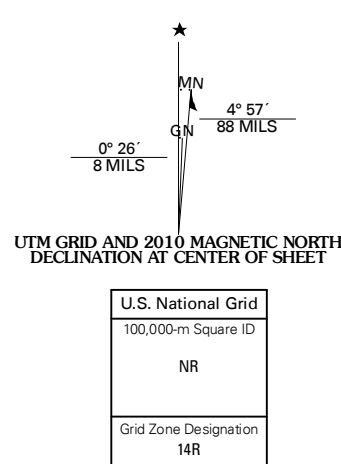 MN
4° 57´
88 MILS
GN
0° 26´
8 MILS
UTM GRID AND 2010 MAGNETIC NORTH
DECLINATION AT CENTER OF SHEET
U.S. National Grid
100,000-m Square ID
NR
Grid Zone Designation
14R